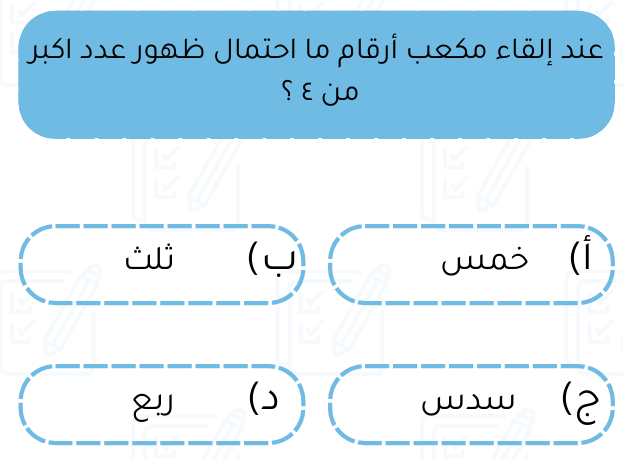 عند إلقاء مكعب أرقام ما احتمال ظهور عدد اكبر
من ٤ ؟
أ) خمس
ب) ثلث
ج) سدس
د) ربع